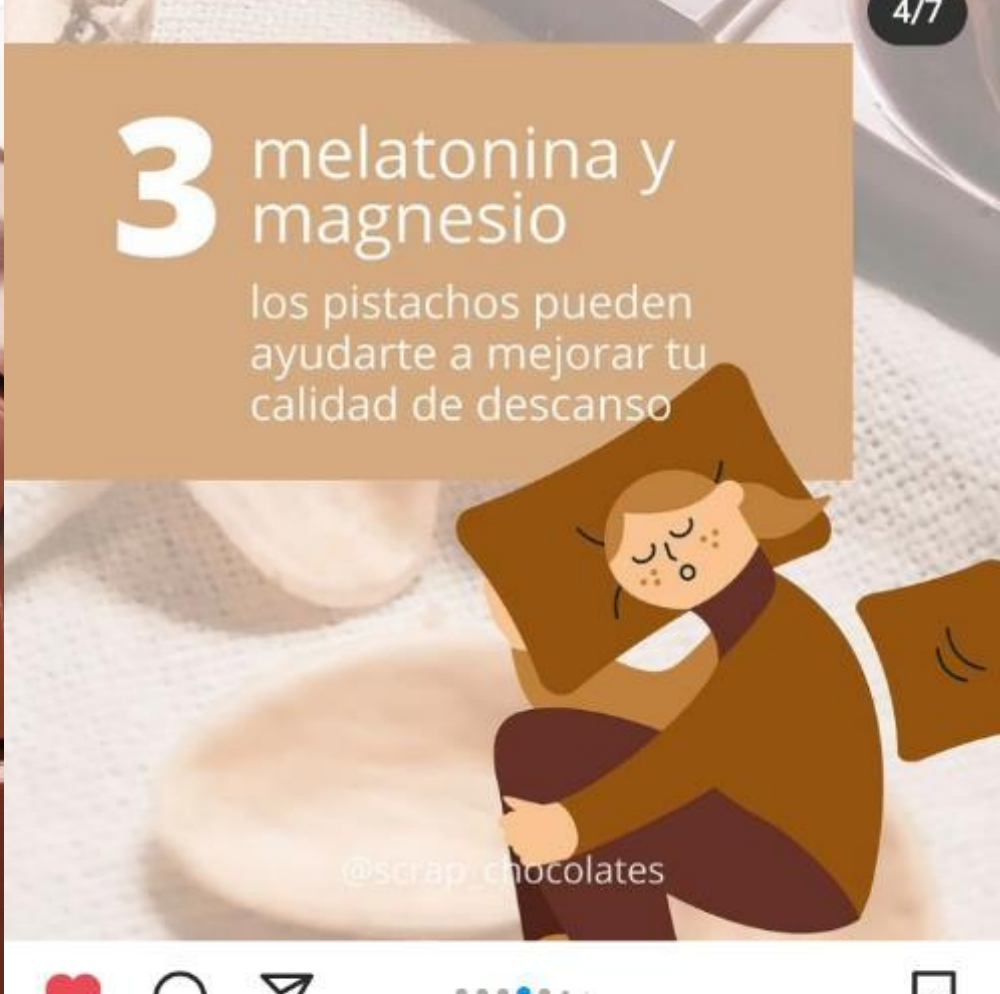 4/7
3
melatonina y
magnesio
los pistachos pueden
ayudarte a mejorar tu
calidad de descanso
@scrap_chocolates